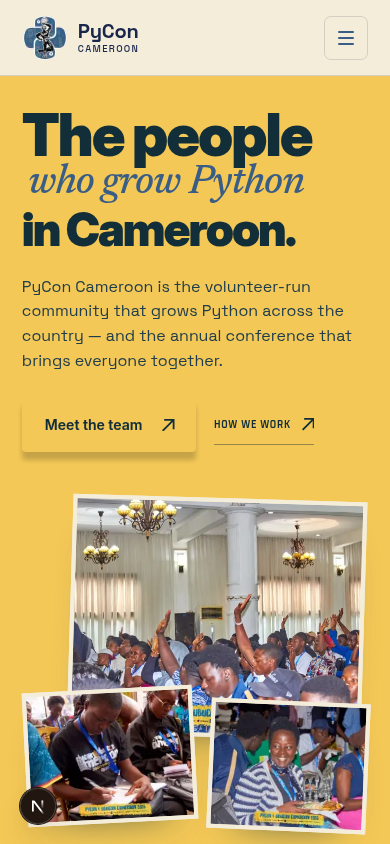 PyCon
CAMEROON
The people
who grow Python
in Cameroon.
PyCon Cameroon is the volunteer-run
community that grows Python across the
country — and the annual conference that
brings everyone together.
Meet the team
HOW WE WORK
N